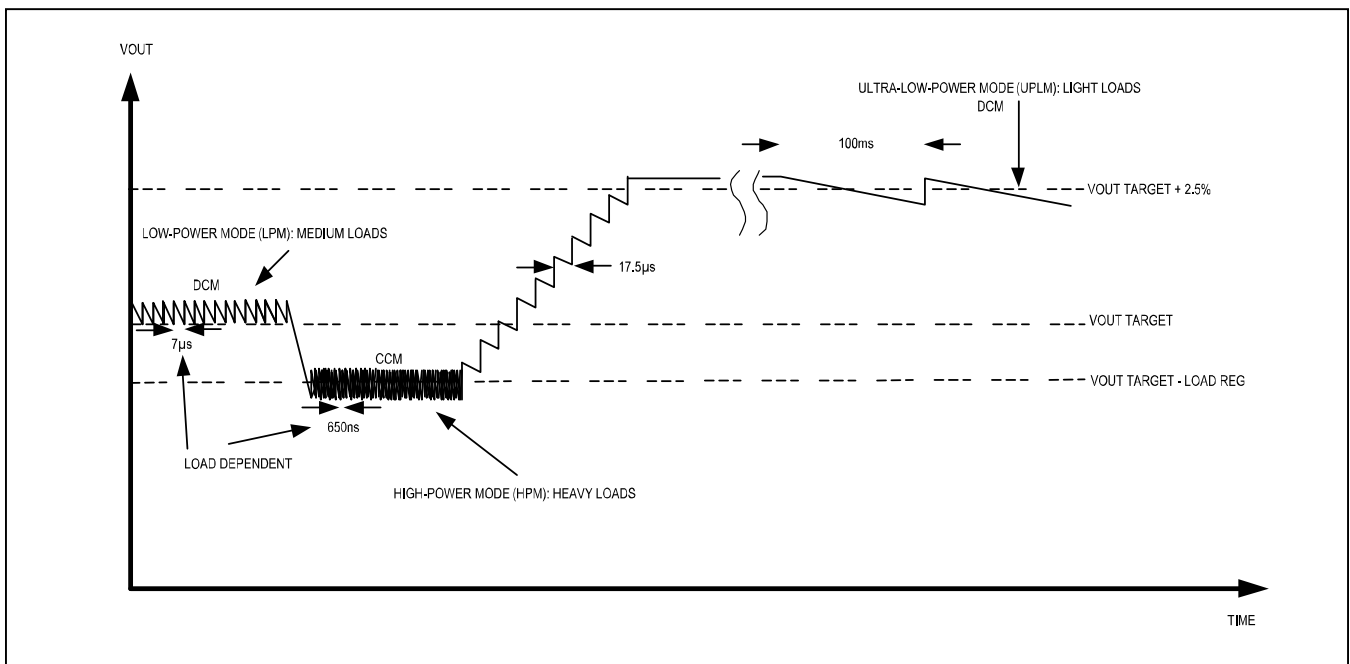 VOUT
ULTRA-LOW-POWER MODE (UPLM): LIGHT LOADS
DCM
100ms
VOUT TARGET + 2.5%
LOW-POWER MODE (LPM): MEDIUM LOADS
DCM
17.5µs
VOUT TARGET
7µs
CCM
VOUT TARGET - LOAD REG
650ns
LOAD DEPENDENT
HIGH-POWER MODE (HPM): HEAVY LOADS
TIME